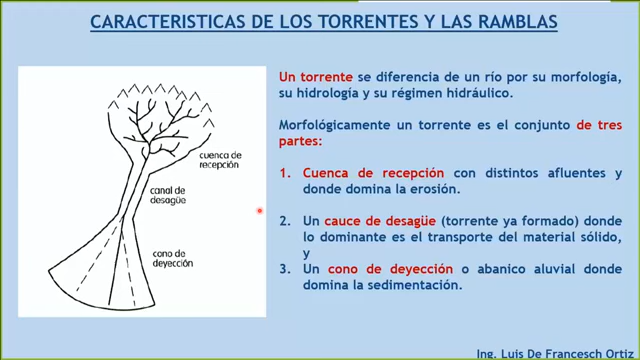 CARACTERISTICAS DE LOS TORRENTES Y LAS RAMBLAS
cuenca de
recepción
canal de
desagüe
cono de
deyección
Un torrente se diferencia de un río por su morfología,
su hidrología y su régimen hidráulico.
Morfológicamente un torrente es el conjunto de tres
partes:
1. Cuenca de recepción con distintos afluentes y
donde domina la erosión.
2. Un cauce de desagüe (torrente ya formado) donde
lo dominante es el transporte del material sólido,
y
3. Un cono de deyección o abanico aluvial donde
domina la sedimentación.
Ing. Luis De Francesch Ortiz